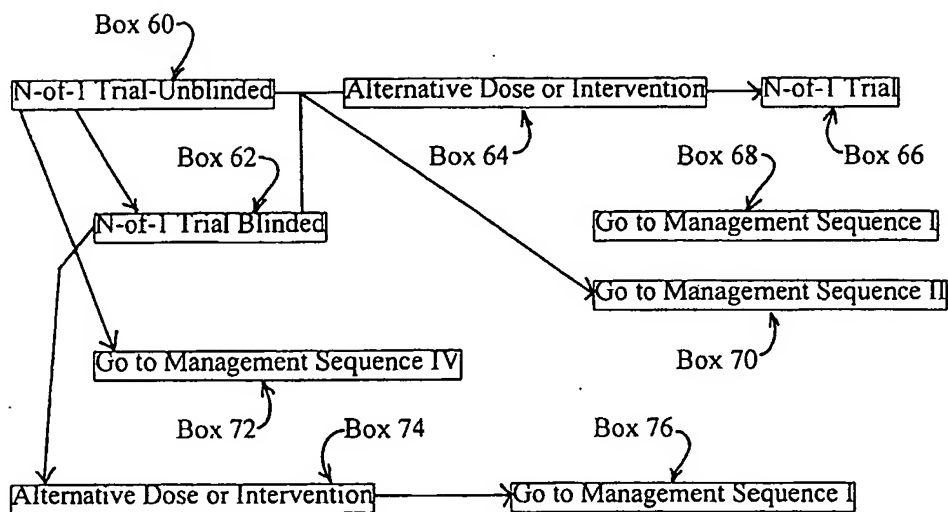 Box 60
N-of-1 Trial-Unblinded
Alternative Dose or Intervention
N-of-1 Trial
Box 62
Box 64
Box 68
Box 66
N-of-1 Trial Blinded
Go to Management Sequence I
Go to Management Sequence II
Go to Management Sequence IV
Box 70
Box 72
Box 74
Box 76
Alternative Dose or Intervention
Go to Management Sequence I